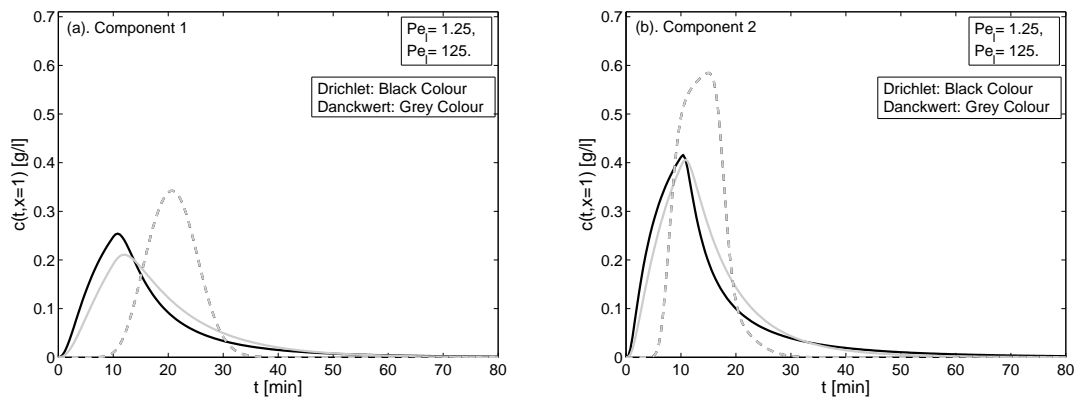 (a). Component 1
Pe_l= 1.25,
Pe_l= 125.
Drichlet: Black Colour
Danckwert: Grey Colour
c(t,x=1) [g/l]
0.7
0.6
0.5
0.4
0.3
0.2
0.1
0
0 10 20 30 40 50 60 70 80
t [min]
(b). Component 2
Pe_l= 1.25,
Pe_l= 125.
Drichlet: Black Colour
Danckwert: Grey Colour
c(t,x=1) [g/l]
0.7
0.6
0.5
0.4
0.3
0.2
0.1
0
0 10 20 30 40 50 60 70 80
t [min]